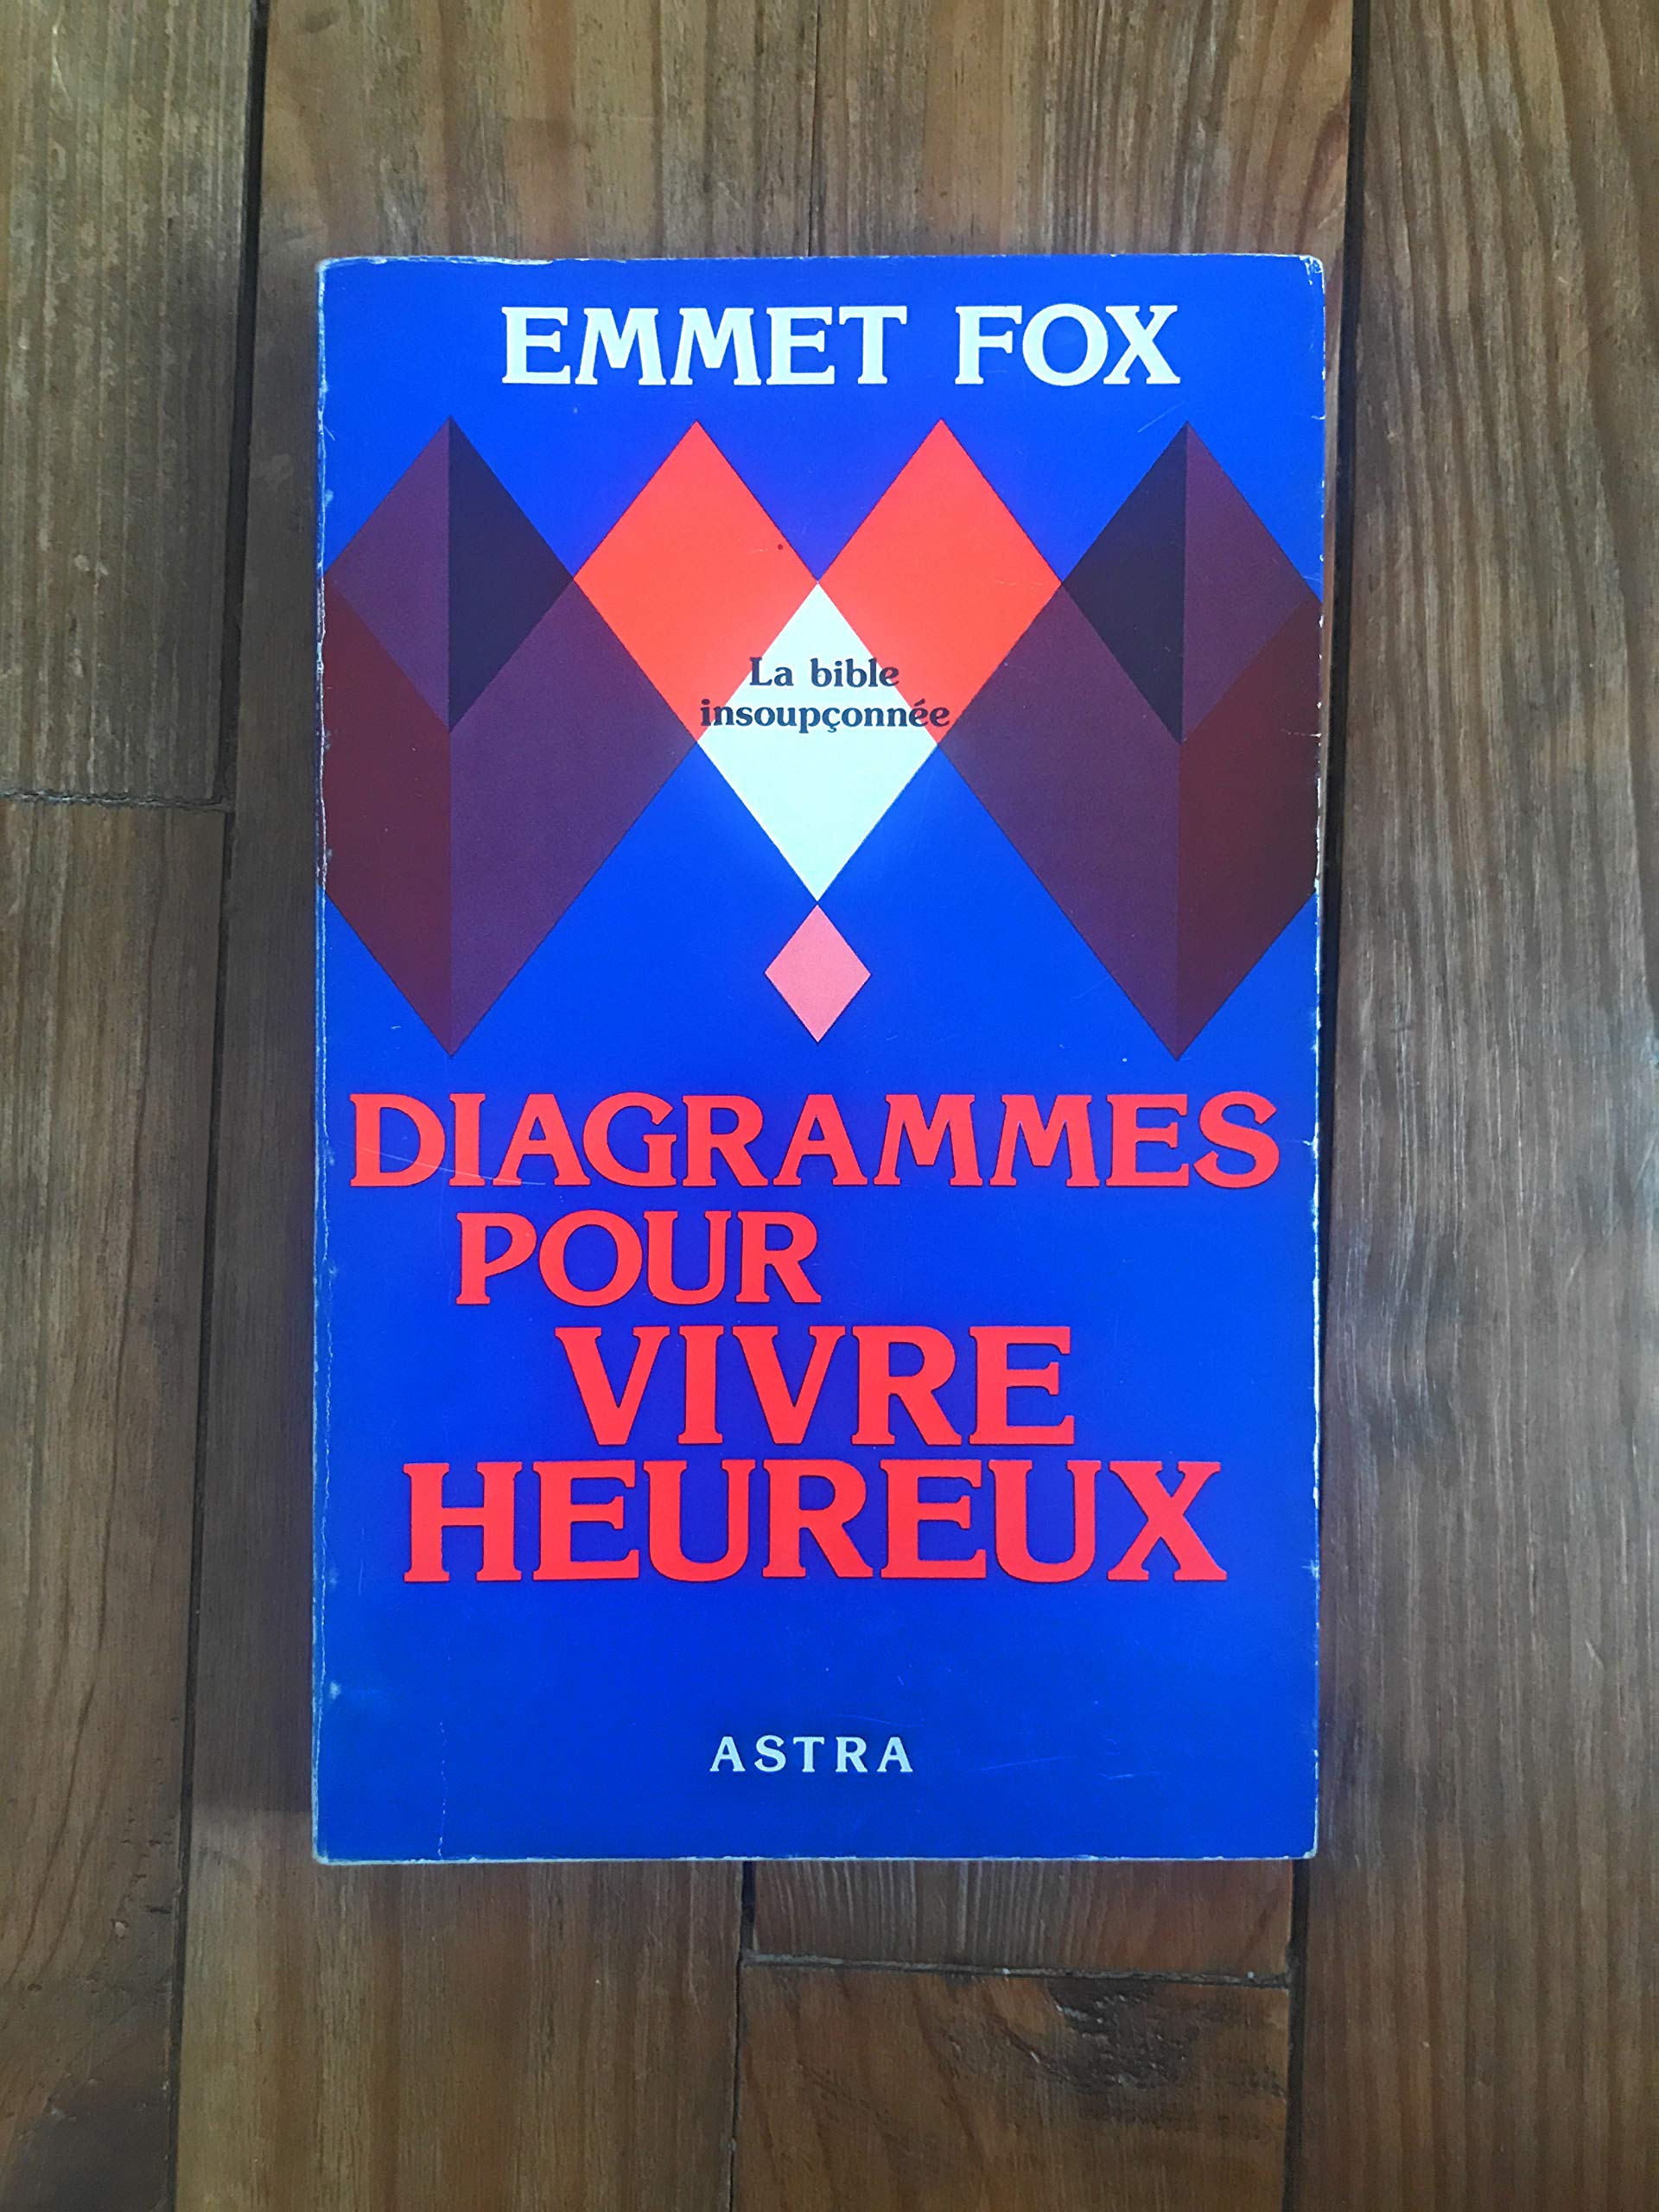 EMMET FOX
La bible
insoupçonnée
DIAGRAMMES
POUR
VIVRE
HEUREUX
ASTRA